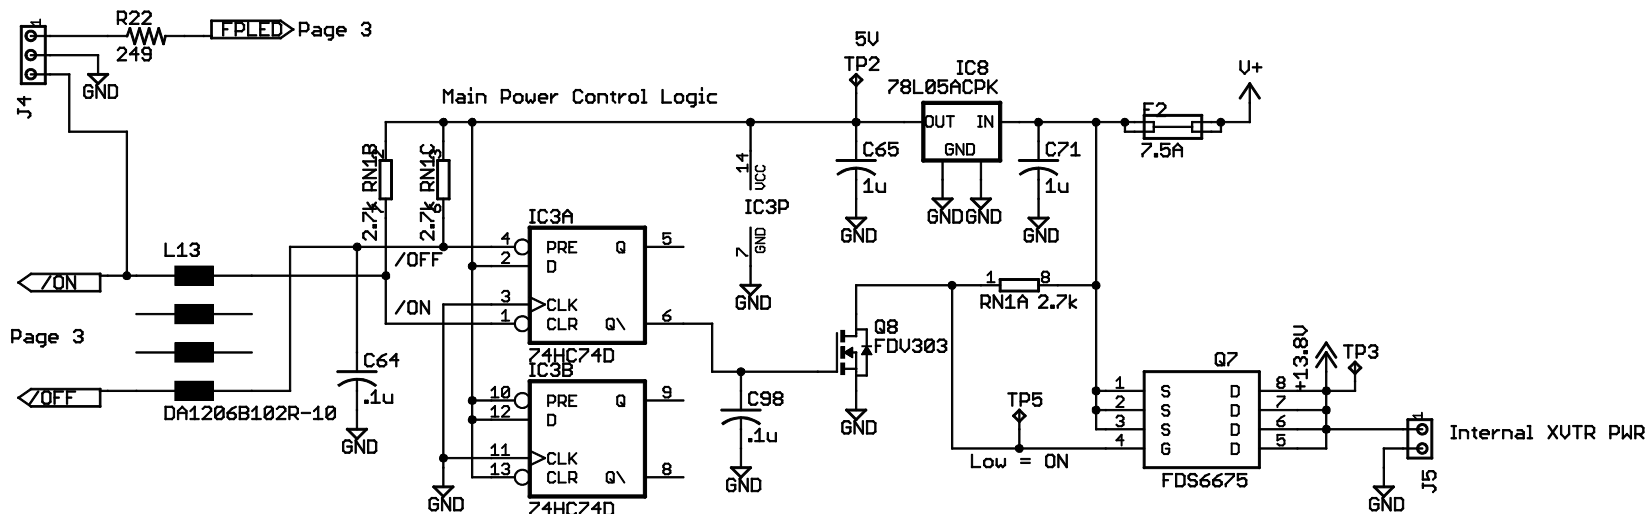 R22
1
FPLED
Page 3
249
J4
GND
Main Power Control Logic
5V
TP2
IC8
78L05ACPK
OUT IN
GND
V+
F2
7.5A
C65
1u
C71
1u
GND
GND GND
GND
RN1B
2.7k
RN1C
2.7k
14
VCC
IC3P
7
GND
GND
IC3A
4 PRE Q 5
2 D
3 CLK
1 CLR Q\ 6
74HC74D
/OFF
/ON
L13
/ON
Page 3
/OFF
DA1206B102R-10
C64
.1u
GND
IC3B
10 PRE Q 9
12 D
11 CLK
13 CLR Q\ 8
74HC74D
GND
C98
.1u
GND
Q8
FDV303
GND
1 8
RN1A 2.7k
TP5
Low = ON
Q7
1 S D 8
2 S D 7
3 S D 6
4 G D 5
FDS6675
+13.8V
TP3
1
J5
Internal XVTR PWR
GND